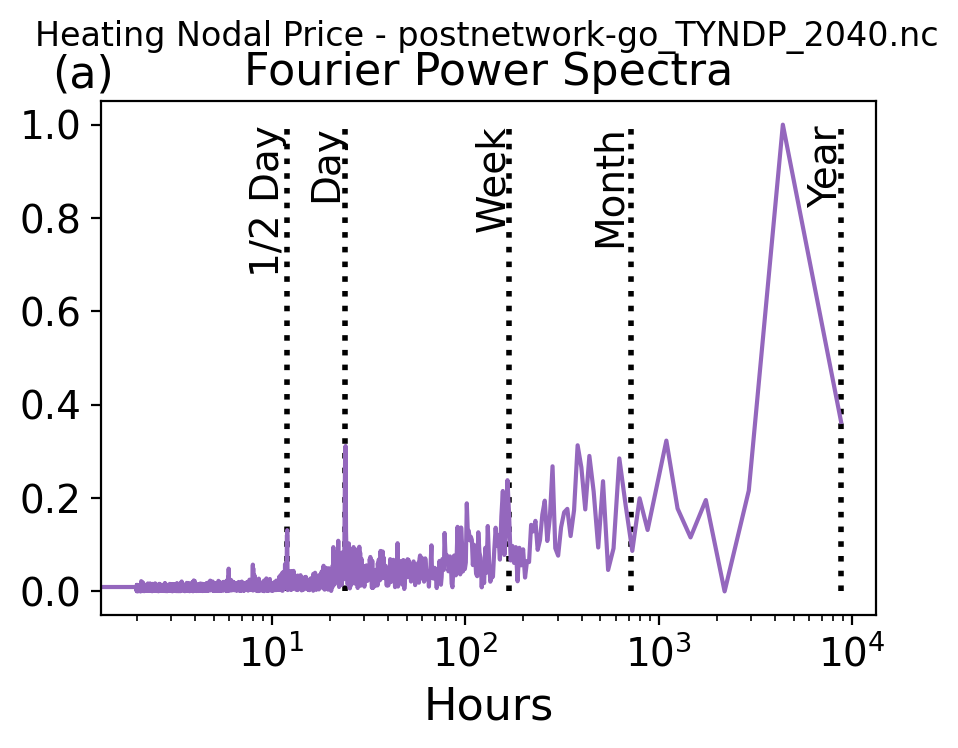 Heating Nodal Price - postnetwork-go_TYNDP_2040.nc
(a) Fourier Power Spectra
1.0
0.8
0.6
0.4
0.2
0.0
1/2 Day
Day
Week
Month
Year
10¹ 10² 10³ 10⁴
Hours